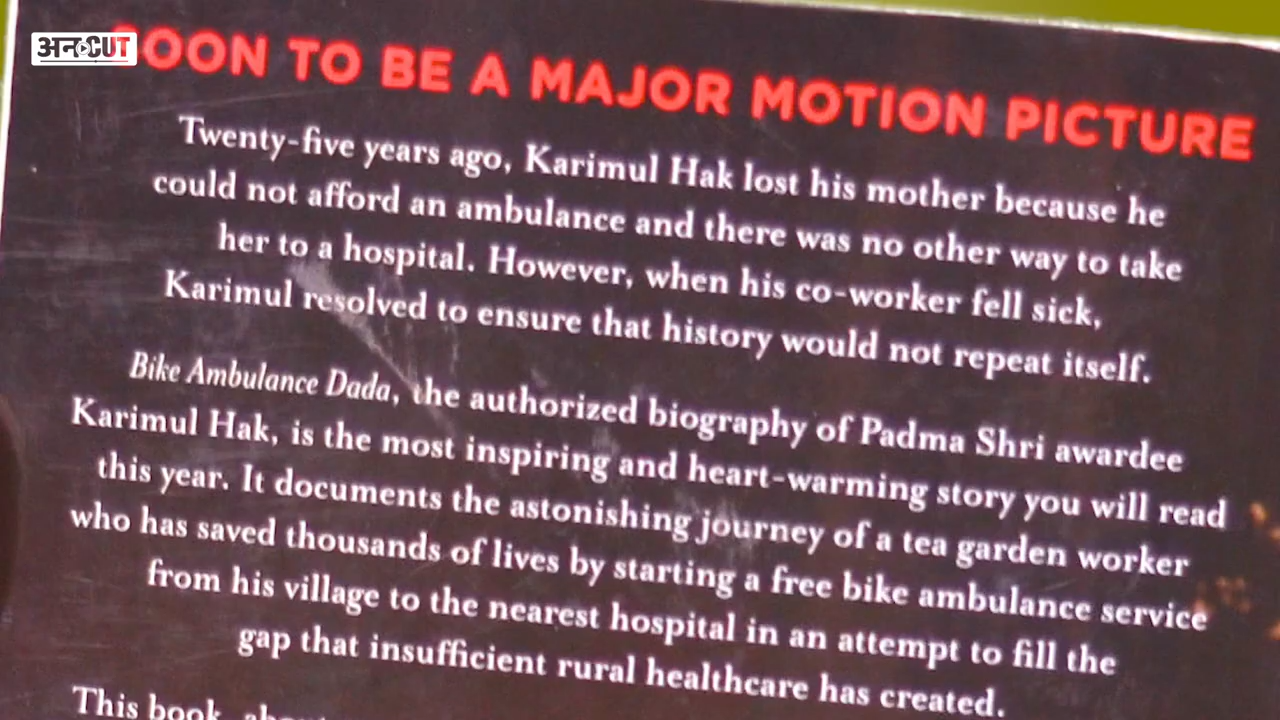 अनCUT
SOON TO BE A MAJOR MOTION PICTURE
Twenty-five years ago, Karimul Hak lost his mother because he
could not afford an ambulance and there was no other way to take
her to a hospital. However, when his co-worker fell sick,
Karimul resolved to ensure that history would not repeat itself.
Bike Ambulance Dada, the authorized biography of Padma Shri awardee
Karimul Hak, is the most inspiring and heart-warming story you will read
this year. It documents the astonishing journey of a tea garden worker
who has saved thousands of lives by starting a free bike ambulance service
from his village to the nearest hospital in an attempt to fill the
gap that insufficient rural healthcare has created.
This book,